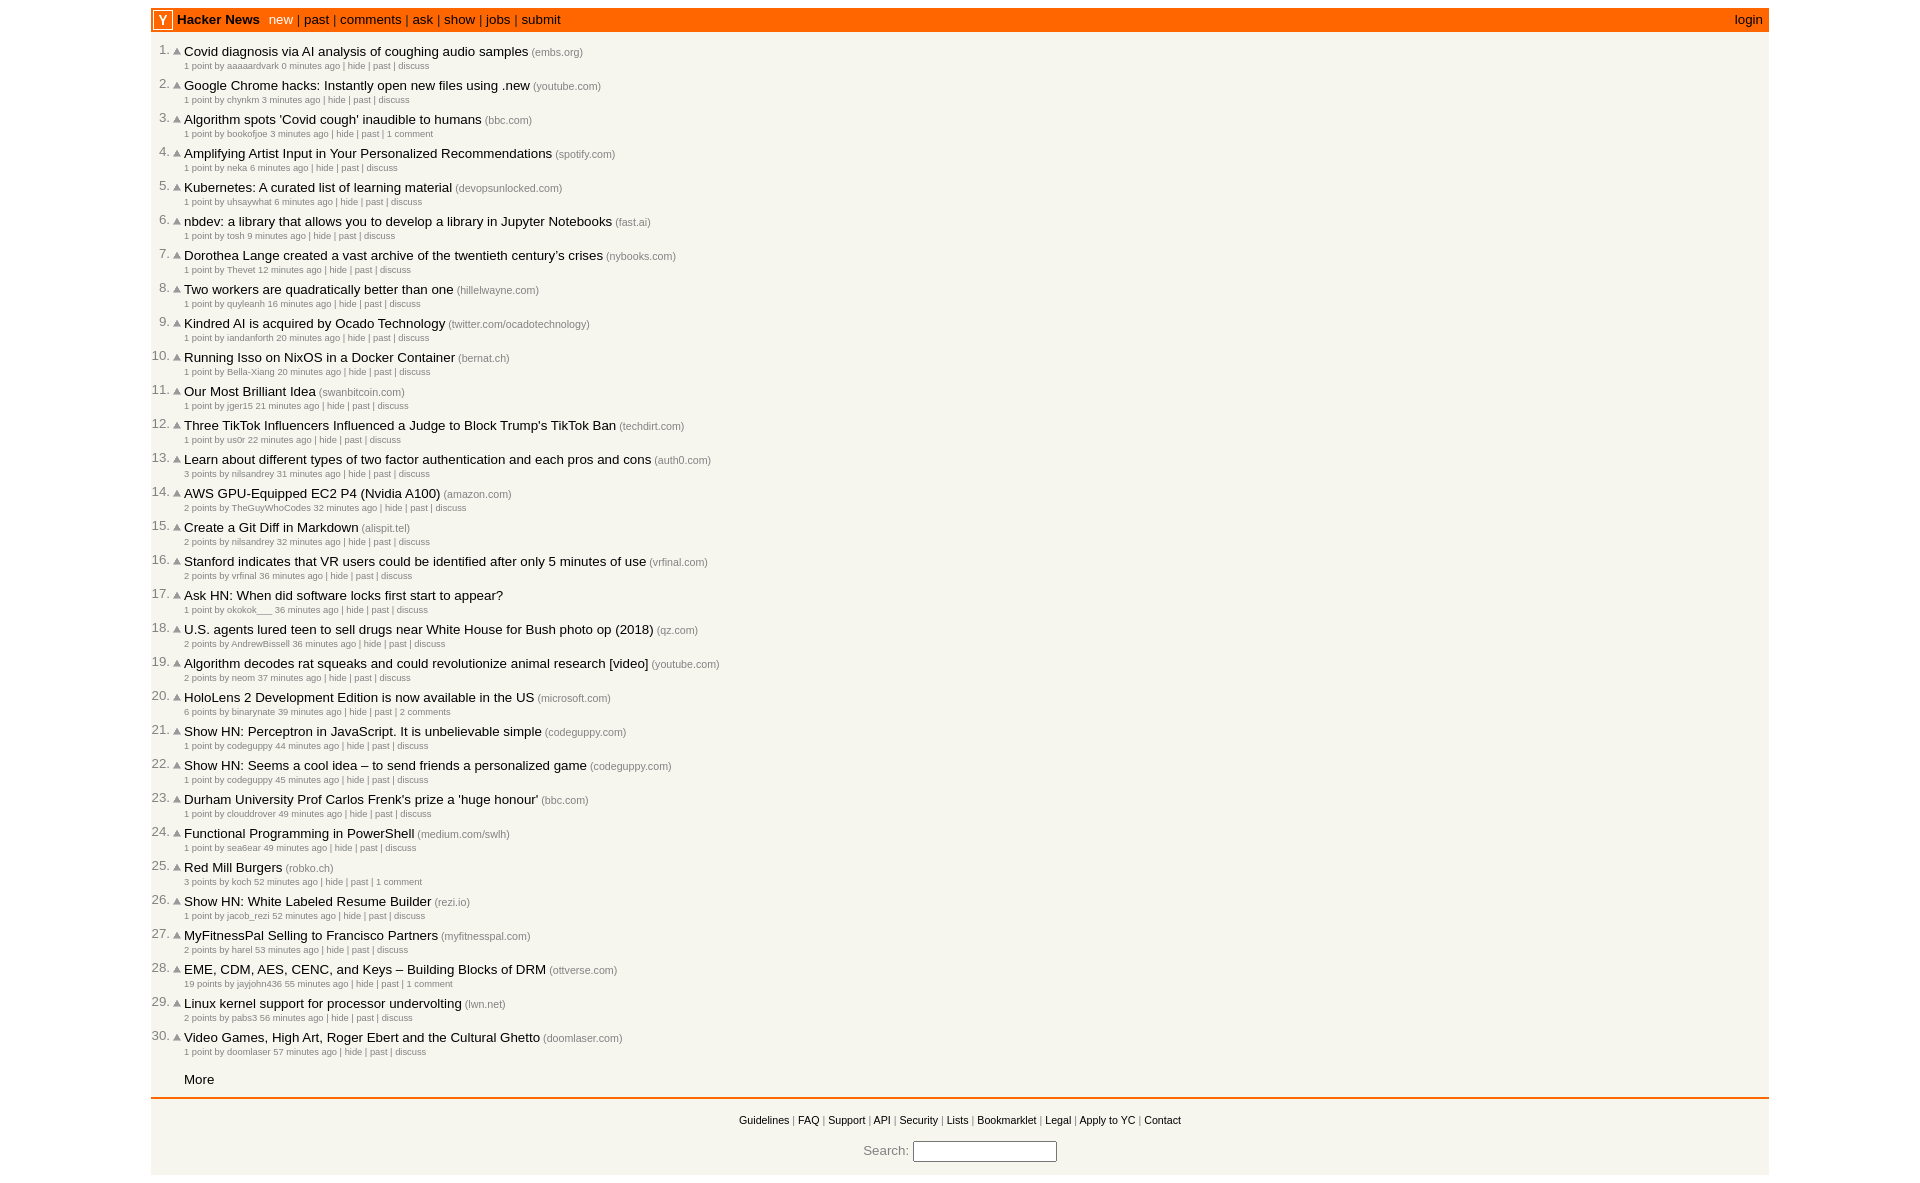 Y Hacker News new | past | comments | ask | show | jobs | submit login
1. Covid diagnosis via AI analysis of coughing audio samples (embs.org)
1 point by aaaaardvark 0 minutes ago | hide | past | discuss
2. Google Chrome hacks: Instantly open new files using .new (youtube.com)
1 point by chynkm 3 minutes ago | hide | past | discuss
3. Algorithm spots 'Covid cough' inaudible to humans (bbc.com)
1 point by bookofjoe 3 minutes ago | hide | past | 1 comment
4. Amplifying Artist Input in Your Personalized Recommendations (spotify.com)
1 point by neka 6 minutes ago | hide | past | discuss
5. Kubernetes: A curated list of learning material (devopsunlocked.com)
1 point by uhsaywhat 6 minutes ago | hide | past | discuss
6. nbdev: a library that allows you to develop a library in Jupyter Notebooks (fast.ai)
1 point by tosh 9 minutes ago | hide | past | discuss
7. Dorothea Lange created a vast archive of the twentieth century’s crises (nybooks.com)
1 point by Thevet 12 minutes ago | hide | past | discuss
8. Two workers are quadratically better than one (hillelwayne.com)
1 point by quyleanh 16 minutes ago | hide | past | discuss
9. Kindred AI is acquired by Ocado Technology (twitter.com/ocadotechnology)
1 point by iandanforth 20 minutes ago | hide | past | discuss
10. Running Isso on NixOS in a Docker Container (bernat.ch)
1 point by Bella-Xiang 20 minutes ago | hide | past | discuss
11. Our Most Brilliant Idea (swanbitcoin.com)
1 point by jger15 21 minutes ago | hide | past | discuss
12. Three TikTok Influencers Influenced a Judge to Block Trump's TikTok Ban (techdirt.com)
1 point by us0r 22 minutes ago | hide | past | discuss
13. Learn about different types of two factor authentication and each pros and cons (auth0.com)
3 points by nilsandrey 31 minutes ago | hide | past | discuss
14. AWS GPU-Equipped EC2 P4 (Nvidia A100) (amazon.com)
2 points by TheGuyWhoCodes 32 minutes ago | hide | past | discuss
15. Create a Git Diff in Markdown (alispit.tel)
2 points by nilsandrey 32 minutes ago | hide | past | discuss
16. Stanford indicates that VR users could be identified after only 5 minutes of use (vrfinal.com)
2 points by vrfinal 36 minutes ago | hide | past | discuss
17. Ask HN: When did software locks first start to appear?
1 point by okokok___ 36 minutes ago | hide | past | discuss
18. U.S. agents lured teen to sell drugs near White House for Bush photo op (2018) (qz.com)
2 points by AndrewBissell 36 minutes ago | hide | past | discuss
19. Algorithm decodes rat squeaks and could revolutionize animal research [video] (youtube.com)
2 points by neom 37 minutes ago | hide | past | discuss
20. HoloLens 2 Development Edition is now available in the US (microsoft.com)
6 points by binarynate 39 minutes ago | hide | past | 2 comments
21. Show HN: Perceptron in JavaScript. It is unbelievable simple (codeguppy.com)
1 point by codeguppy 44 minutes ago | hide | past | discuss
22. Show HN: Seems a cool idea – to send friends a personalized game (codeguppy.com)
1 point by codeguppy 45 minutes ago | hide | past | discuss
23. Durham University Prof Carlos Frenk's prize a 'huge honour' (bbc.com)
1 point by clouddrover 49 minutes ago | hide | past | discuss
24. Functional Programming in PowerShell (medium.com/swlh)
1 point by sea6ear 49 minutes ago | hide | past | discuss
25. Red Mill Burgers (robko.ch)
3 points by koch 52 minutes ago | hide | past | 1 comment
26. Show HN: White Labeled Resume Builder (rezi.io)
1 point by jacob_rezi 52 minutes ago | hide | past | discuss
27. MyFitnessPal Selling to Francisco Partners (myfitnesspal.com)
2 points by harel 53 minutes ago | hide | past | discuss
28. EME, CDM, AES, CENC, and Keys – Building Blocks of DRM (ottverse.com)
19 points by jayjohn436 55 minutes ago | hide | past | 1 comment
29. Linux kernel support for processor undervolting (lwn.net)
2 points by pabs3 56 minutes ago | hide | past | discuss
30. Video Games, High Art, Roger Ebert and the Cultural Ghetto (doomlaser.com)
1 point by doomlaser 57 minutes ago | hide | past | discuss
More
Guidelines | FAQ | Support | API | Security | Lists | Bookmarklet | Legal | Apply to YC | Contact
Search: